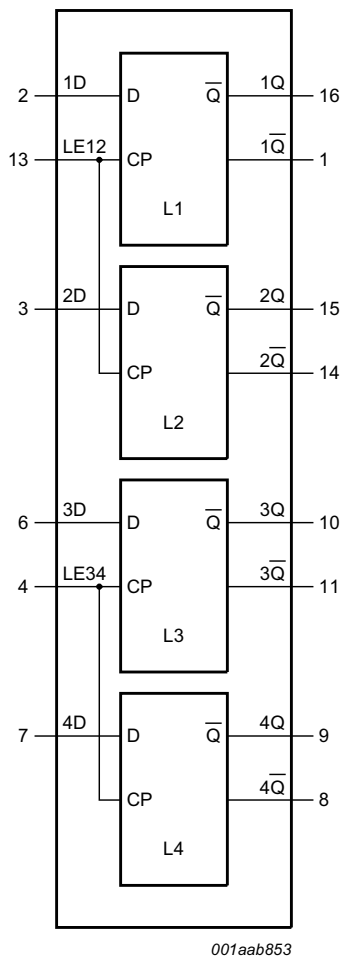 2 1D D Q̅ 1Q 16
13 LE12 CP 1Q̅ 1
L1
3 2D D Q̅ 2Q 15
CP 2Q̅ 14
L2
6 3D D Q̅ 3Q 10
4 LE34 CP 3Q̅ 11
L3
7 4D D Q̅ 4Q 9
CP 4Q̅ 8
L4
001aab853